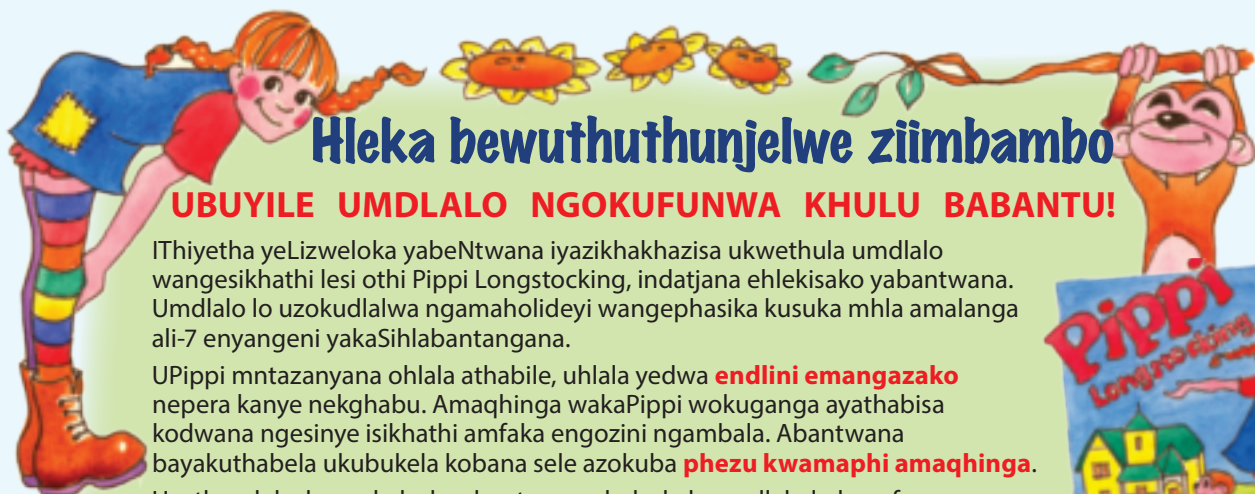 Hleka bewuthuthunjelwe ziimbambo
UBUYILE UMDLALO NGOKUFUNWA KHULU BABANTU!
IThiyetha yeLizweloka yabeNtwana iyazikhakhazisa ukwethula umdlalo
wangesikhathi lesi othi Pippi Longstocking, indatjana ehlekisako yabantwana.
Umdlalo lo uzokudlalwa ngamaholideyi wangephasika kusuka mhla amalanga
ali-7 enyangeni yakaSihlabantangana.
UPippi mntazanyana ohlala athabile, uhlala yedwa endlini emangazako
nepera kanye nekghabu. Amaqhinga wakaPippi wokuganga ayathabisa
kodwana ngesinye isikhathi amfaka engozini ngambala. Abantwana
bayakuthabela ukubukela kobana sele azokuba phezu kwamaphi amaqhinga.
Pippi
Longstocking